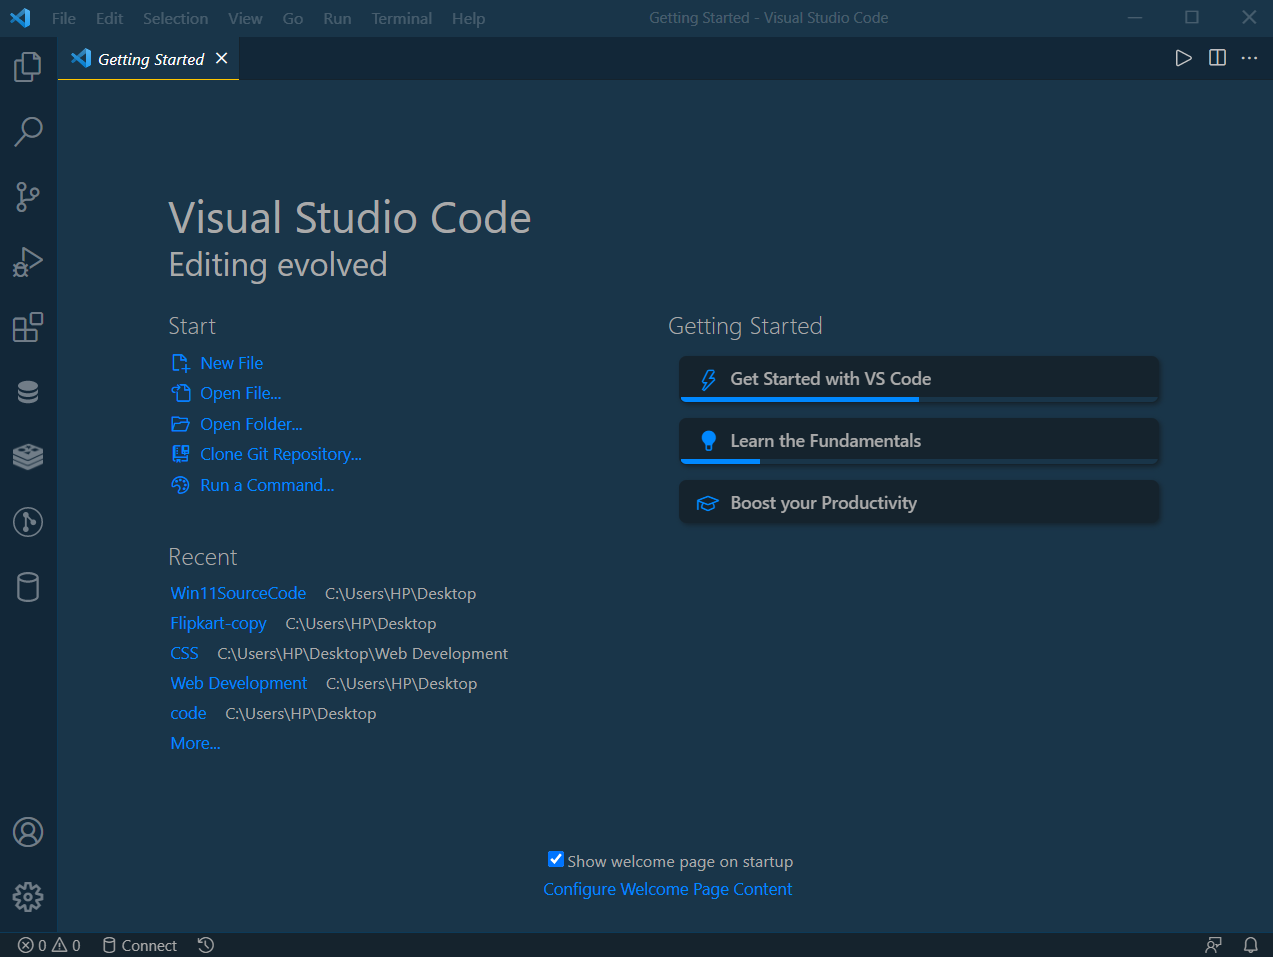 File Edit Selection View Go Run Terminal Help Getting Started - Visual Studio Code
Getting Started
Visual Studio Code
Editing evolved
Start
New File
Open File...
Open Folder...
Clone Git Repository...
Run a Command...
Recent
Win11SourceCode C:\Users\HP\Desktop
Flipkart-copy C:\Users\HP\Desktop
CSS C:\Users\HP\Desktop\Web Development
Web Development C:\Users\HP\Desktop
code C:\Users\HP\Desktop
More...
Getting Started
Get Started with VS Code
Learn the Fundamentals
Boost your Productivity
Show welcome page on startup
Configure Welcome Page Content
0 0 Connect